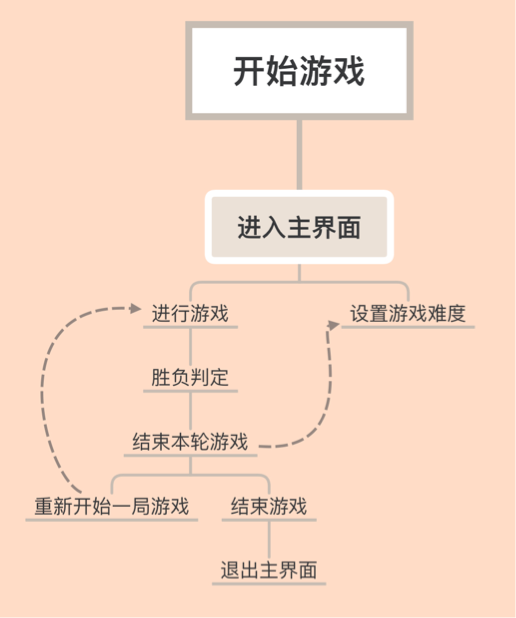 开始游戏
进入主界面
进行游戏
设置游戏难度
胜负判定
结束本轮游戏
重新开始一局游戏
结束游戏
退出主界面